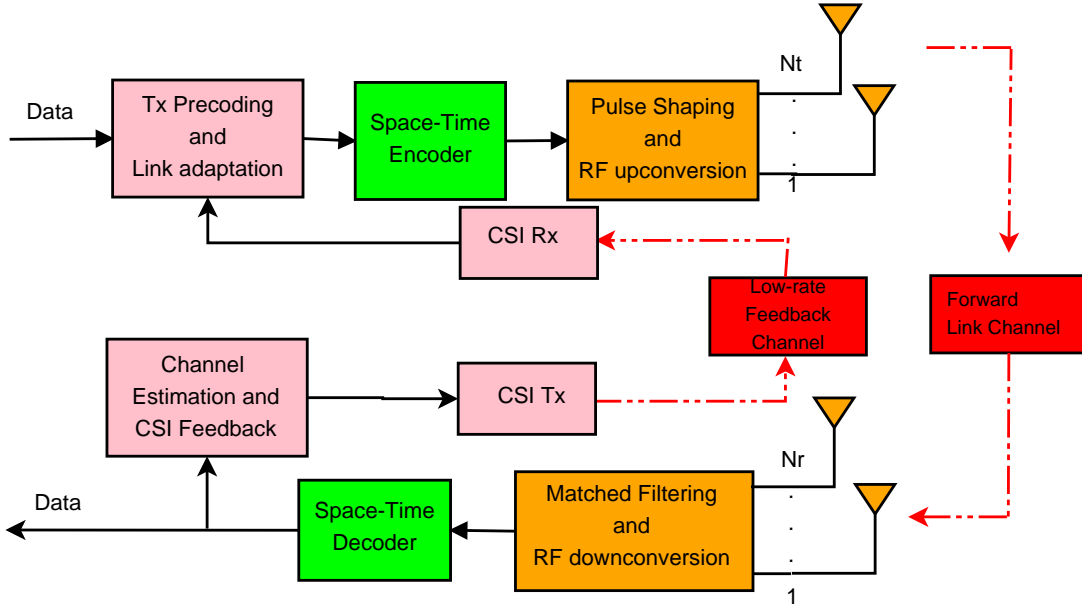 Data
Tx Precoding
and
Link adaptation
Space-Time
Encoder
Pulse Shaping
and
RF upconversion
Nt
.
.
.
1
CSI Rx
Low-rate
Feedback
Channel
Forward
Link Channel
Channel
Estimation and
CSI Feedback
CSI Tx
Data
Space-Time
Decoder
Matched Filtering
and
RF downconversion
Nr
.
.
.
1